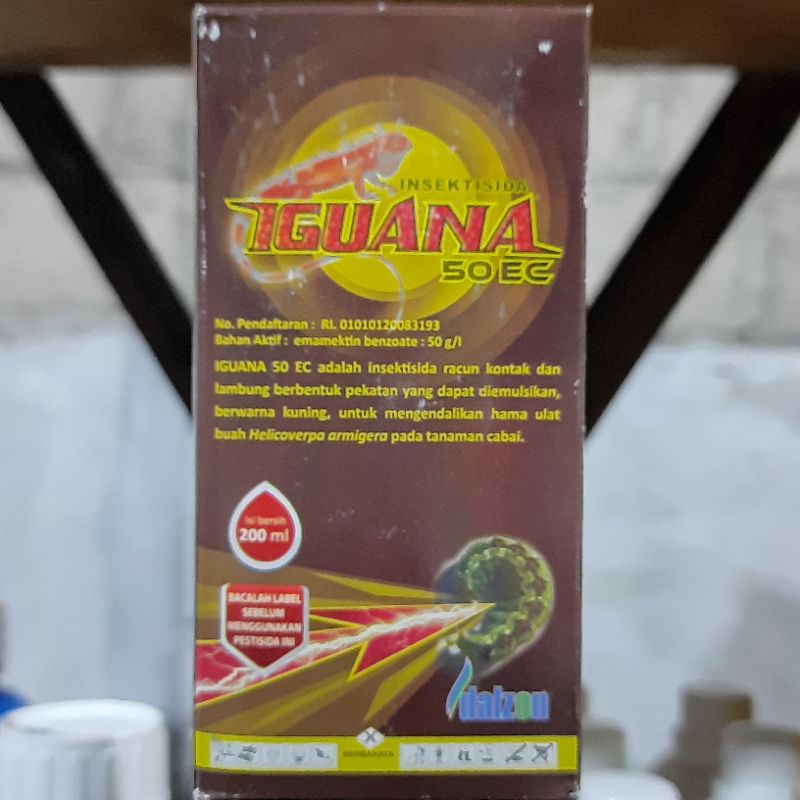 INSEKTISIDA
IGUANA
50 EC
No. Pendaftaran : RI. 01010120083193
Bahan Aktif : emamektin benzoate : 50 g/l
IGUANA 50 EC adalah insektisida racun kontak dan
lambung berbentuk pekatan yang dapat diemulsikan,
berwarna kuning, untuk mengendalikan hama ulat
buah Helicoverpa armigera pada tanaman cabai.
Isi bersih
200 ml
BACALAH LABEL
SEBELUM
MENGGUNAKAN
PESTISIDA INI
dalzon
BERBAHAYA